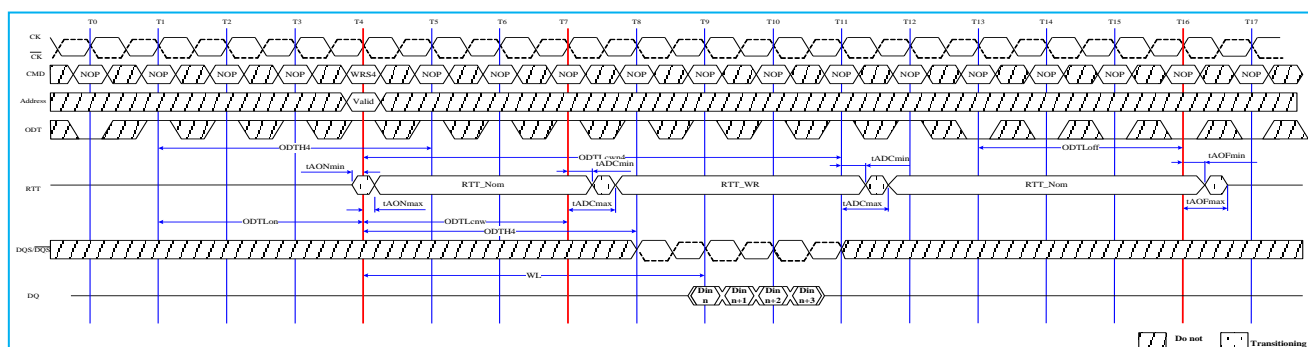 T0 T1 T2 T3 T4 T5 T6 T7 T8 T9 T10 T11 T12 T13 T14 T15 T16 T17
CK
CK
CMD NOP NOP NOP NOP WRS4 NOP NOP NOP NOP NOP NOP NOP NOP NOP NOP NOP NOP NOP
Address Valid
ODT
ODTH4 ODTLcwn4 ODTLoff
tAONmin tADCmin tADCmin tAOFmin
RTT RTT_Nom RTT_WR RTT_Nom
tAONmax tADCmax tADCmax tAOFmax
ODTLon ODTLcnw
ODTH4
DQS/DQS
WL
DQ Din n Din n+1 Din n+2 Din n+3
Do not Transitioning